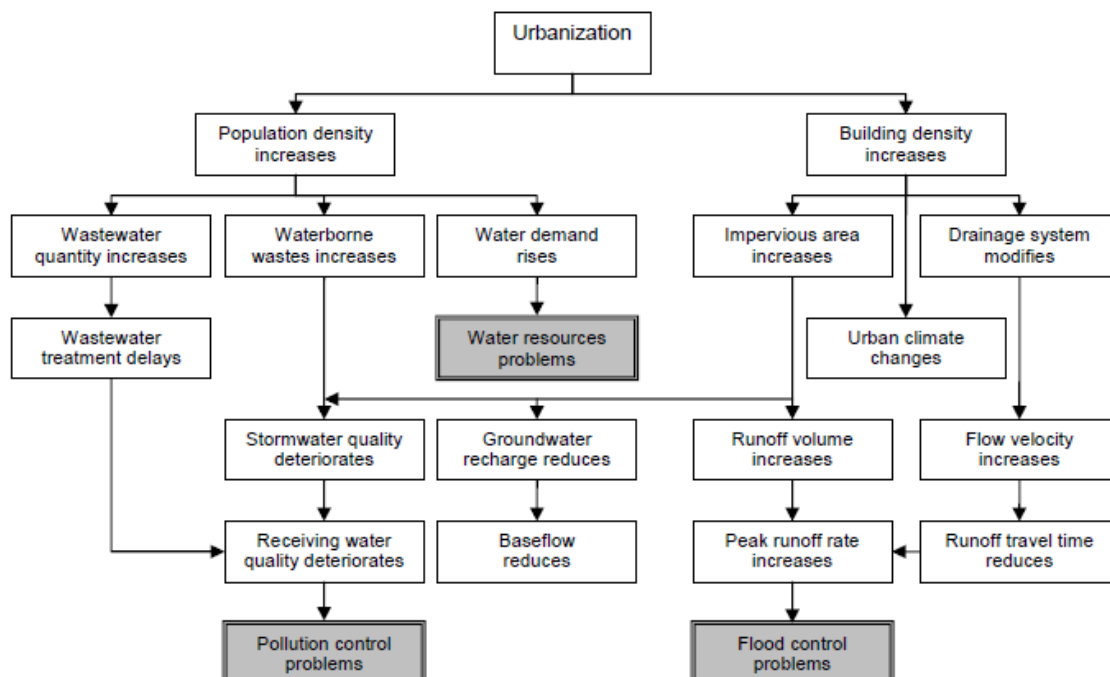 Urbanization
Population density
increases
Building density
increases
Wastewater
quantity increases
Waterborne
wastes increases
Water demand
rises
Impervious area
increases
Drainage system
modifies
Wastewater
treatment delays
Water resources
problems
Urban climate
changes
Stormwater quality
deteriorates
Groundwater
recharge reduces
Runoff volume
increases
Flow velocity
increases
Receiving water
quality deteriorates
Baseflow
reduces
Peak runoff rate
increases
Runoff travel time
reduces
Pollution control
problems
Flood control
problems